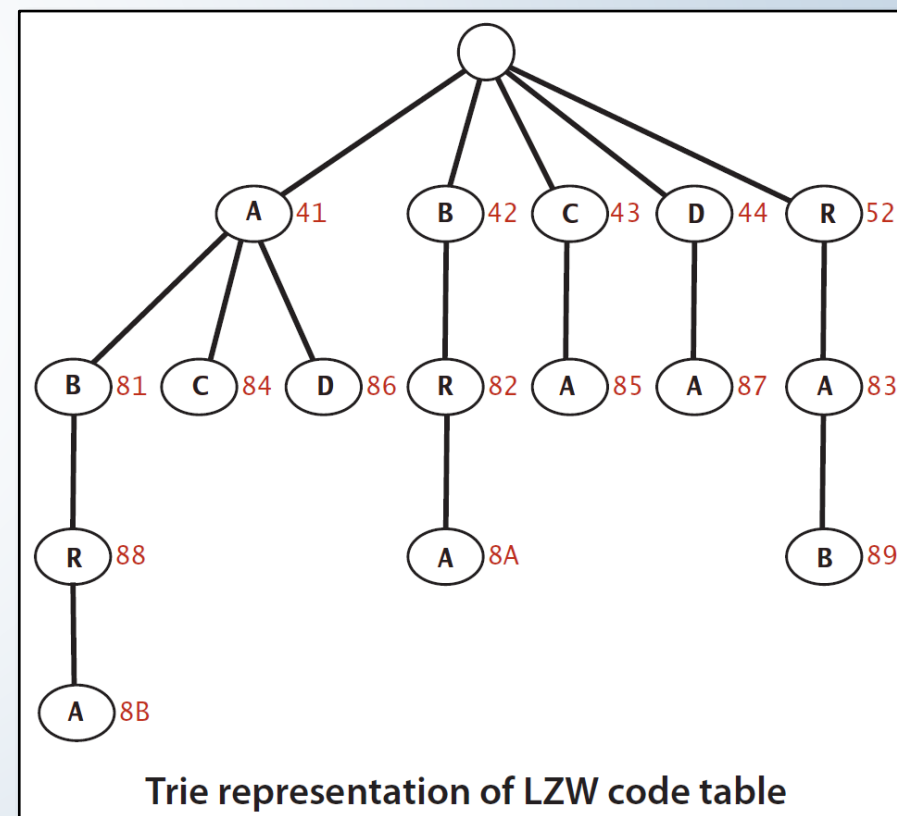 A 41 B 42 C 43 D 44 R 52
B 81 C 84 D 86 R 82 A 85 A 87 A 83
R 88 A 8A B 89
A 8B
Trie representation of LZW code table